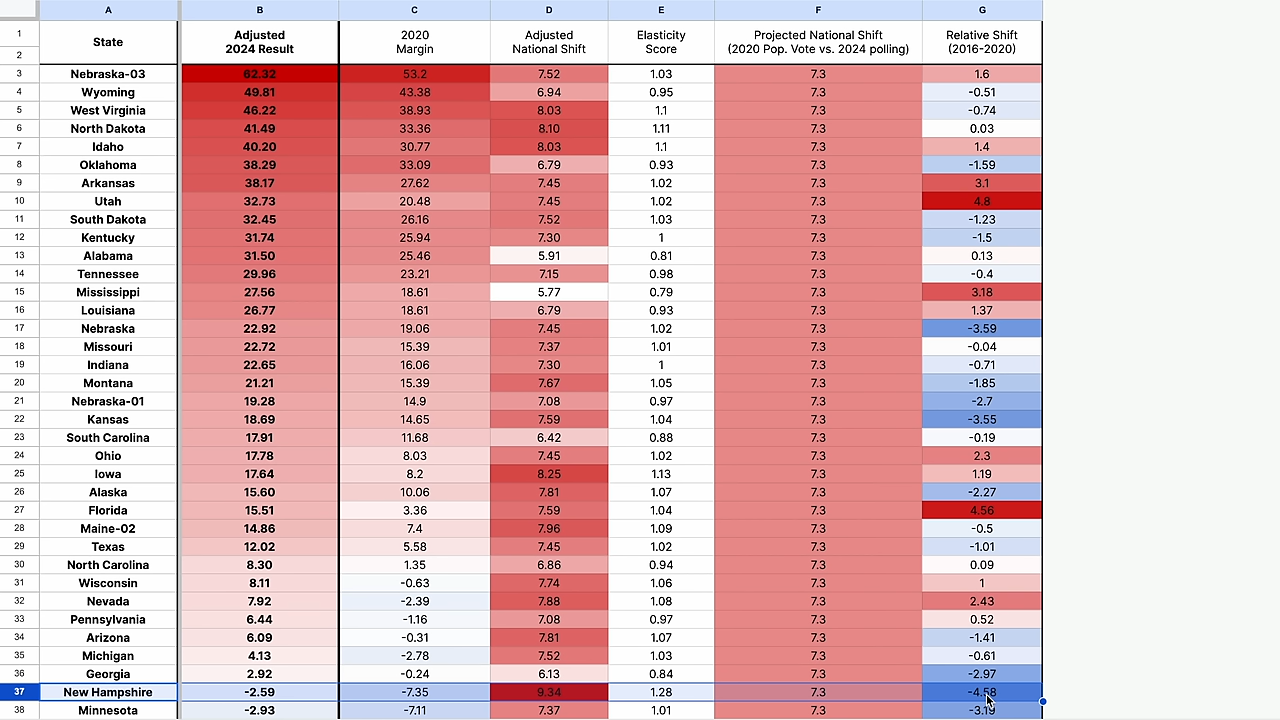 A B C D E F G
1 State Adjusted 2020 Adjusted Elasticity Projected National Shift Relative Shift
2 2024 Result Margin National Shift Score (2020 Pop. Vote vs. 2024 polling) (2016-2020)
3 Nebraska-03 62.32 53.2 7.52 1.03 7.3 1.6
4 Wyoming 49.81 43.38 6.94 0.95 7.3 -0.51
5 West Virginia 46.22 38.93 8.03 1.1 7.3 -0.74
6 North Dakota 41.49 33.36 8.10 1.11 7.3 0.03
7 Idaho 40.20 30.77 8.03 1.1 7.3 1.4
8 Oklahoma 38.29 33.09 6.79 0.93 7.3 -1.59
9 Arkansas 38.17 27.62 7.45 1.02 7.3 3.1
10 Utah 32.73 20.48 7.45 1.02 7.3 4.8
11 South Dakota 32.45 26.16 7.52 1.03 7.3 -1.23
12 Kentucky 31.74 25.94 7.30 1 7.3 -1.5
13 Alabama 31.50 25.46 5.91 0.81 7.3 0.13
14 Tennessee 29.96 23.21 7.15 0.98 7.3 -0.4
15 Mississippi 27.56 18.61 5.77 0.79 7.3 3.18
16 Louisiana 26.77 18.61 6.79 0.93 7.3 1.37
17 Nebraska 22.92 19.06 7.45 1.02 7.3 -3.59
18 Missouri 22.72 15.39 7.37 1.01 7.3 -0.04
19 Indiana 22.65 16.06 7.30 1 7.3 -0.71
20 Montana 21.21 15.39 7.67 1.05 7.3 -1.85
21 Nebraska-01 19.28 14.9 7.08 0.97 7.3 -2.7
22 Kansas 18.69 14.65 7.59 1.04 7.3 -3.55
23 South Carolina 17.91 11.68 6.42 0.88 7.3 -0.19
24 Ohio 17.78 8.03 7.45 1.02 7.3 2.3
25 Iowa 17.64 8.2 8.25 1.13 7.3 1.19
26 Alaska 15.60 10.06 7.81 1.07 7.3 -2.27
27 Florida 15.51 3.36 7.59 1.04 7.3 4.56
28 Maine-02 14.86 7.4 7.96 1.09 7.3 -0.5
29 Texas 12.02 5.58 7.45 1.02 7.3 -1.01
30 North Carolina 8.30 1.35 6.86 0.94 7.3 0.09
31 Wisconsin 8.11 -0.63 7.74 1.06 7.3 1
32 Nevada 7.92 -2.39 7.88 1.08 7.3 2.43
33 Pennsylvania 6.44 -1.16 7.08 0.97 7.3 0.52
34 Arizona 6.09 -0.31 7.81 1.07 7.3 -1.41
35 Michigan 4.13 -2.78 7.52 1.03 7.3 -0.61
36 Georgia 2.92 -0.24 6.13 0.84 7.3 -2.97
37 New Hampshire -2.59 -7.35 9.34 1.28 7.3 -4.58
38 Minnesota -2.93 -7.11 7.37 1.01 7.3 -3.19